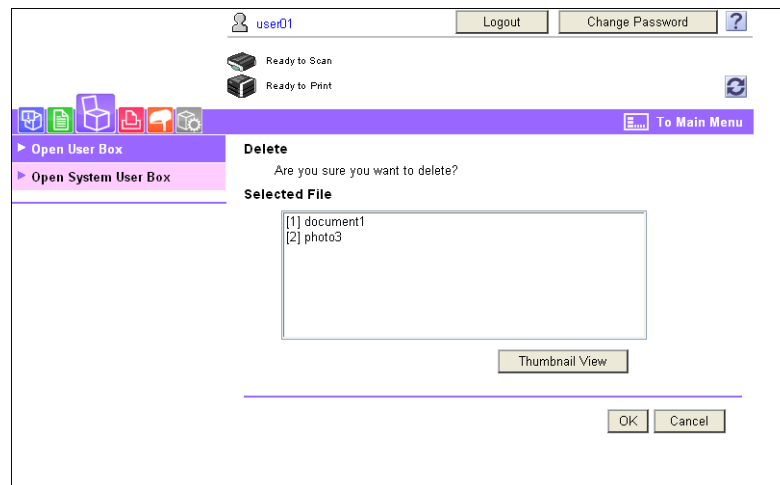 user01
Logout
Change Password
?
Ready to Scan
Ready to Print
To Main Menu
Open User Box
Open System User Box
Delete
Are you sure you want to delete?
Selected File
[1] document1
[2] photo3
Thumbnail View
OK
Cancel